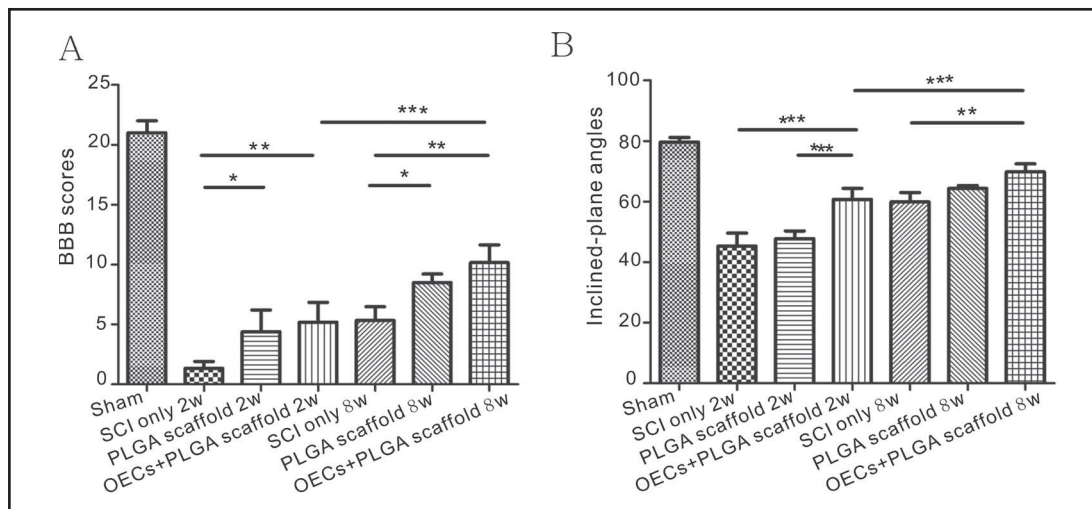 A
BBB scores
25
20
15
10
5
0
***
**
**
*
*
Sham
SCI only 2w
PLGA scaffold 2w
OECs+PLGA scaffold 2w
SCI only 8w
PLGA scaffold 8w
OECs+PLGA scaffold 8w
B
Inclined-plane angles
100
80
60
40
20
0
***
***
**
***
Sham
SCI only 2w
PLGA scaffold 2w
OECs+PLGA scaffold 2w
SCI only 8w
PLGA scaffold 8w
OECs+PLGA scaffold 8w